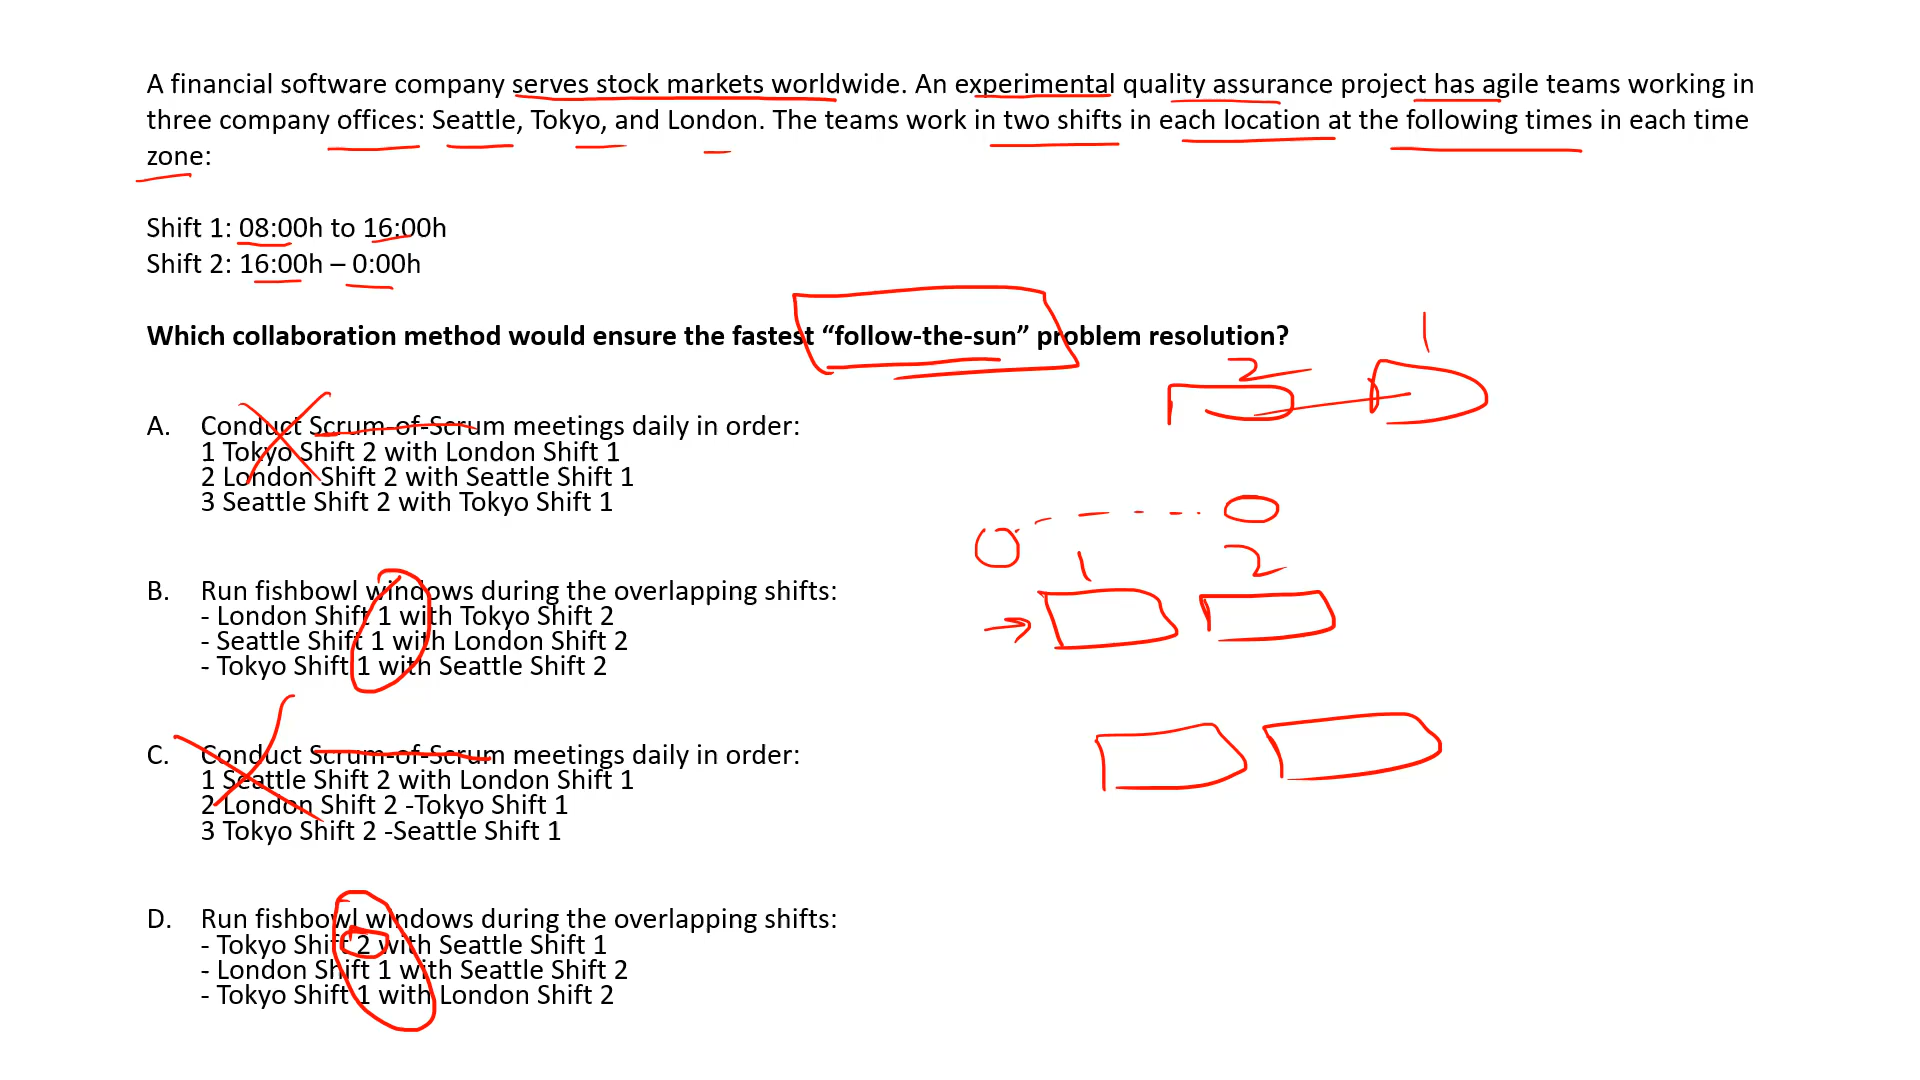 A financial software company serves stock markets worldwide. An experimental quality assurance project has agile teams working in
three company offices: Seattle, Tokyo, and London. The teams work in two shifts in each location at the following times in each time
zone:
Shift 1: 08:00h to 16:00h
Shift 2: 16:00h – 0:00h
Which collaboration method would ensure the fastest “follow-the-sun” problem resolution?
1
2
A. Conduct Scrum-of-Scrum meetings daily in order:
1 Tokyo Shift 2 with London Shift 1
2 London Shift 2 with Seattle Shift 1
3 Seattle Shift 2 with Tokyo Shift 1
1 2
B. Run fishbowl windows during the overlapping shifts:
- London Shift 1 with Tokyo Shift 2
- Seattle Shift 1 with London Shift 2
- Tokyo Shift 1 with Seattle Shift 2
C. Conduct Scrum-of-Scrum meetings daily in order:
1 Seattle Shift 2 with London Shift 1
2 London Shift 2 -Tokyo Shift 1
3 Tokyo Shift 2 -Seattle Shift 1
D. Run fishbowl windows during the overlapping shifts:
- Tokyo Shift 2 with Seattle Shift 1
- London Shift 1 with Seattle Shift 2
- Tokyo Shift 1 with London Shift 2